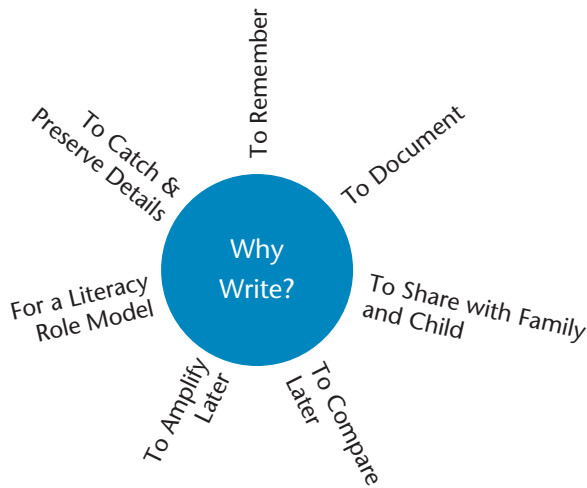 Why
Write?
To Remember
To Document
To Share with Family
and Child
To Compare
Later
To Amplify
Later
For a Literacy
Role Model
To Catch &
Preserve Details